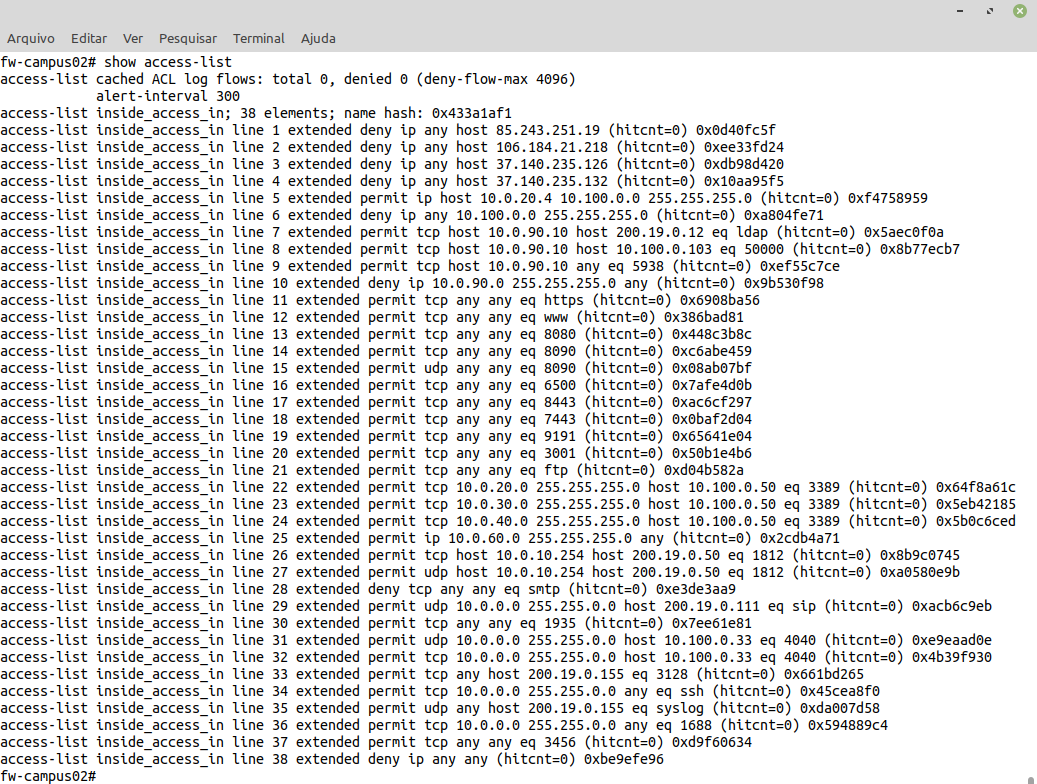 Arquivo Editar Ver Pesquisar Terminal Ajuda
fw-campus02# show access-list
access-list cached ACL log flows: total 0, denied 0 (deny-flow-max 4096)
            alert-interval 300
access-list inside_access_in; 38 elements; name hash: 0x433a1af1
access-list inside_access_in line 1 extended deny ip any host 85.243.251.19 (hitcnt=0) 0x0d40fc5f
access-list inside_access_in line 2 extended deny ip any host 106.184.21.218 (hitcnt=0) 0xee33fd24
access-list inside_access_in line 3 extended deny ip any host 37.140.235.126 (hitcnt=0) 0xdb98d420
access-list inside_access_in line 4 extended deny ip any host 37.140.235.132 (hitcnt=0) 0x10aa95f5
access-list inside_access_in line 5 extended permit ip host 10.0.20.4 10.100.0.0 255.255.255.0 (hitcnt=0) 0xf4758959
access-list inside_access_in line 6 extended deny ip any 10.100.0.0 255.255.255.0 (hitcnt=0) 0xa804fe71
access-list inside_access_in line 7 extended permit tcp host 10.0.90.10 host 200.19.0.12 eq ldap (hitcnt=0) 0x5aec0f0a
access-list inside_access_in line 8 extended permit tcp host 10.0.90.10 host 10.100.0.103 eq 50000 (hitcnt=0) 0x8b77ecb7
access-list inside_access_in line 9 extended permit tcp host 10.0.90.10 any eq 5938 (hitcnt=0) 0xef55c7ce
access-list inside_access_in line 10 extended deny ip 10.0.90.0 255.255.255.0 any (hitcnt=0) 0x9b530f98
access-list inside_access_in line 11 extended permit tcp any any eq https (hitcnt=0) 0x6908ba56
access-list inside_access_in line 12 extended permit tcp any any eq www (hitcnt=0) 0x386bad81
access-list inside_access_in line 13 extended permit tcp any any eq 8080 (hitcnt=0) 0x448c3b8c
access-list inside_access_in line 14 extended permit tcp any any eq 8090 (hitcnt=0) 0xc6abe459
access-list inside_access_in line 15 extended permit udp any any eq 8090 (hitcnt=0) 0x08ab07bf
access-list inside_access_in line 16 extended permit tcp any any eq 6500 (hitcnt=0) 0x7afe4d0b
access-list inside_access_in line 17 extended permit tcp any any eq 8443 (hitcnt=0) 0xac6cf297
access-list inside_access_in line 18 extended permit tcp any any eq 7443 (hitcnt=0) 0x0baf2d04
access-list inside_access_in line 19 extended permit tcp any any eq 9191 (hitcnt=0) 0x65641e04
access-list inside_access_in line 20 extended permit tcp any any eq 3001 (hitcnt=0) 0x50b1e4b6
access-list inside_access_in line 21 extended permit tcp any any eq ftp (hitcnt=0) 0xd04b582a
access-list inside_access_in line 22 extended permit tcp 10.0.20.0 255.255.255.0 host 10.100.0.50 eq 3389 (hitcnt=0) 0x64f8a61c
access-list inside_access_in line 23 extended permit tcp 10.0.30.0 255.255.255.0 host 10.100.0.50 eq 3389 (hitcnt=0) 0x5eb42185
access-list inside_access_in line 24 extended permit tcp 10.0.40.0 255.255.255.0 host 10.100.0.50 eq 3389 (hitcnt=0) 0x5b0c6ced
access-list inside_access_in line 25 extended permit ip 10.0.60.0 255.255.255.0 any (hitcnt=0) 0x2cdb4a71
access-list inside_access_in line 26 extended permit tcp host 10.0.10.254 host 200.19.0.50 eq 1812 (hitcnt=0) 0x8b9c0745
access-list inside_access_in line 27 extended permit udp host 10.0.10.254 host 200.19.0.50 eq 1812 (hitcnt=0) 0xa0580e9b
access-list inside_access_in line 28 extended deny tcp any any eq smtp (hitcnt=0) 0xe3de3aa9
access-list inside_access_in line 29 extended permit udp 10.0.0.0 255.255.0.0 host 200.19.0.111 eq sip (hitcnt=0) 0xacb6c9eb
access-list inside_access_in line 30 extended permit tcp any any eq 1935 (hitcnt=0) 0x7ee61e81
access-list inside_access_in line 31 extended permit udp 10.0.0.0 255.255.0.0 host 10.100.0.33 eq 4040 (hitcnt=0) 0xe9eaad0e
access-list inside_access_in line 32 extended permit tcp 10.0.0.0 255.255.0.0 host 10.100.0.33 eq 4040 (hitcnt=0) 0x4b39f930
access-list inside_access_in line 33 extended permit tcp any host 200.19.0.155 eq 3128 (hitcnt=0) 0x661bd265
access-list inside_access_in line 34 extended permit tcp 10.0.0.0 255.255.0.0 any eq ssh (hitcnt=0) 0x45cea8f0
access-list inside_access_in line 35 extended permit udp any host 200.19.0.155 eq syslog (hitcnt=0) 0xda007d58
access-list inside_access_in line 36 extended permit tcp 10.0.0.0 255.255.0.0 any eq 1688 (hitcnt=0) 0x594889c4
access-list inside_access_in line 37 extended permit tcp any any eq 3456 (hitcnt=0) 0xd9f60634
access-list inside_access_in line 38 extended deny ip any any (hitcnt=0) 0xbe9efe96
fw-campus02#